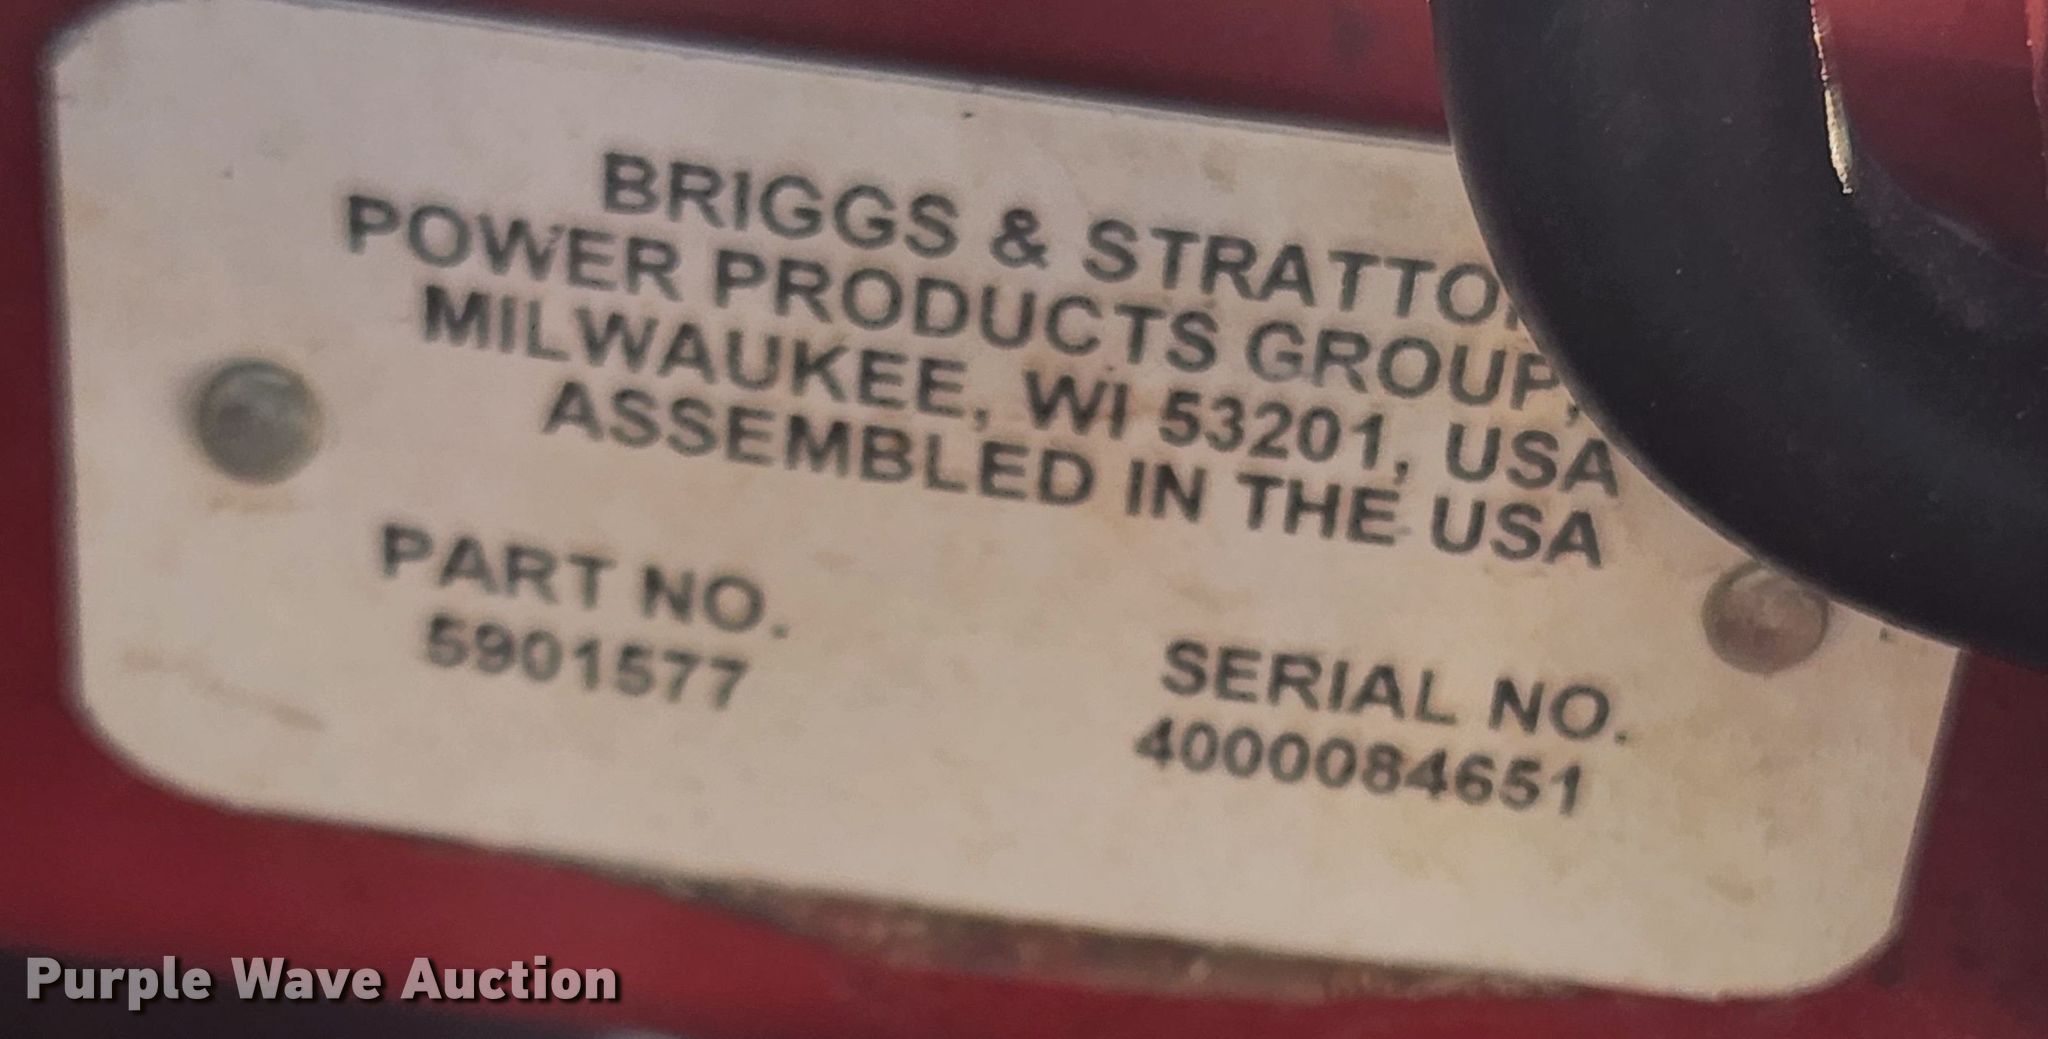 BRIGGS & STRATTO
POWER PRODUCTS GROUP,
MILWAUKEE, WI 53201, USA
ASSEMBLED IN THE USA
PART NO.
5901577
SERIAL NO.
4000084651
Purple Wave Auction